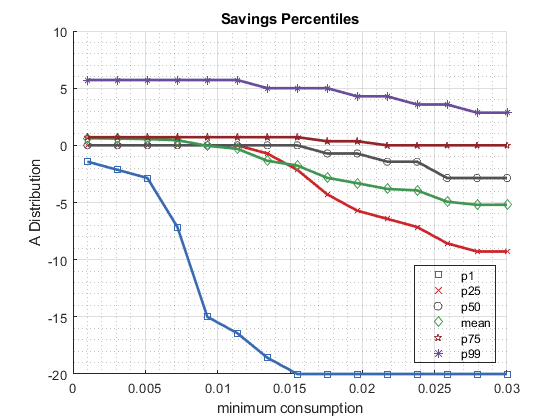 Savings Percentiles
10
5
0
-5
-10
-15
-20
A Distribution
p1
p25
p50
mean
p75
p99
0 0.005 0.01 0.015 0.02 0.025 0.03
minimum consumption